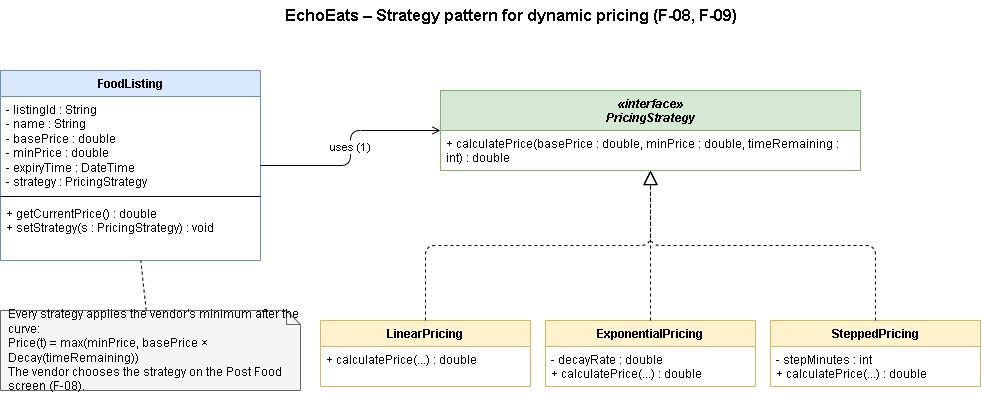 EchoEats – Strategy pattern for dynamic pricing (F-08, F-09)
FoodListing
- listingId : String
- name : String
- basePrice : double
- minPrice : double
- expiryTime : DateTime
- strategy : PricingStrategy
+ getCurrentPrice() : double
+ setStrategy(s : PricingStrategy) : void
uses (1)
«interface»
PricingStrategy
+ calculatePrice(basePrice : double, minPrice : double, timeRemaining :
int) : double
Every strategy applies the vendor's minimum after the
curve:
Price(t) = max(minPrice, basePrice ×
Decay(timeRemaining))
The vendor chooses the strategy on the Post Food
screen (F-08).
LinearPricing
+ calculatePrice(...) : double
ExponentialPricing
- decayRate : double
+ calculatePrice(...) : double
SteppedPricing
- stepMinutes : int
+ calculatePrice(...) : double